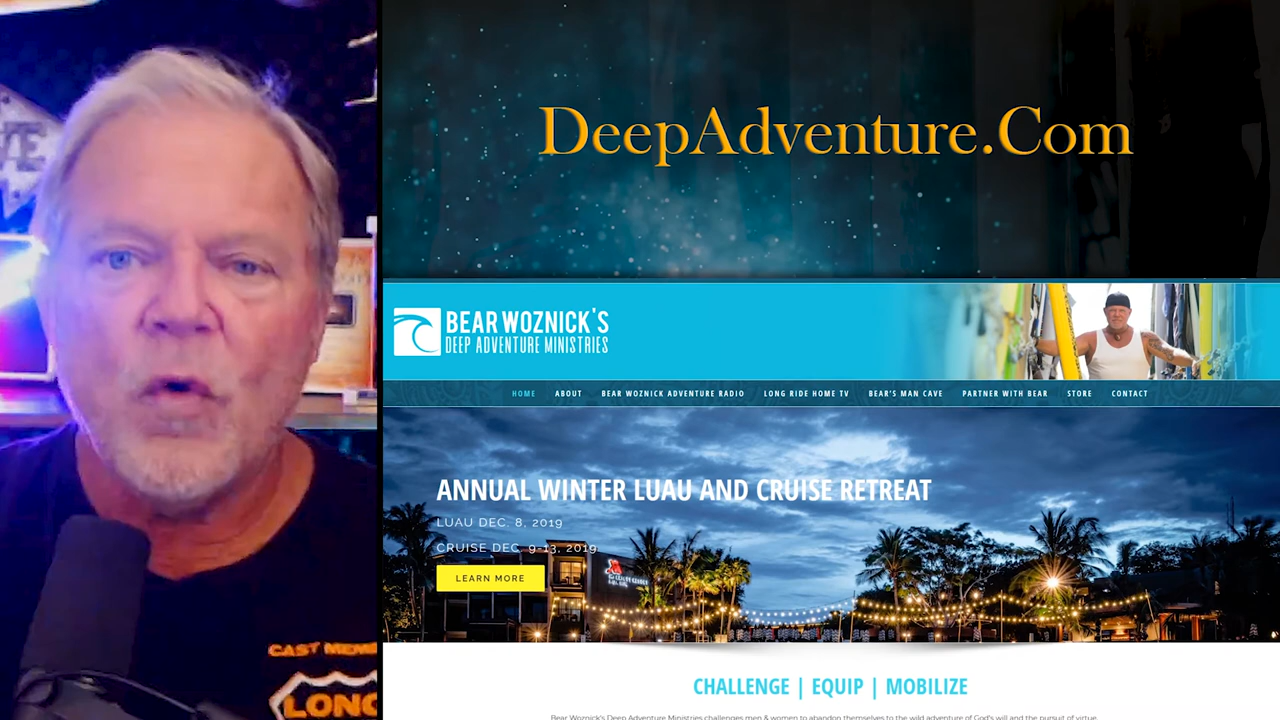 DeepAdventure.Com
BEAR WOZNICK'S
DEEP ADVENTURE MINISTRIES
HOME ABOUT BEAR WOZNICK ADVENTURE RADIO LONG RIDE HOME TV BEAR'S MAN CAVE PARTNER WITH BEAR STORE CONTACT
ANNUAL WINTER LUAU AND CRUISE RETREAT
LUAU DEC. 8, 2019
CRUISE DEC. 9-13, 2019
LEARN MORE
CHALLENGE | EQUIP | MOBILIZE
Bear Woznick's Deep Adventure Ministries challenges men & women to abandon themselves to the wild adventure of God's will and the pursuit of virtue.
CAST MEM
LONG